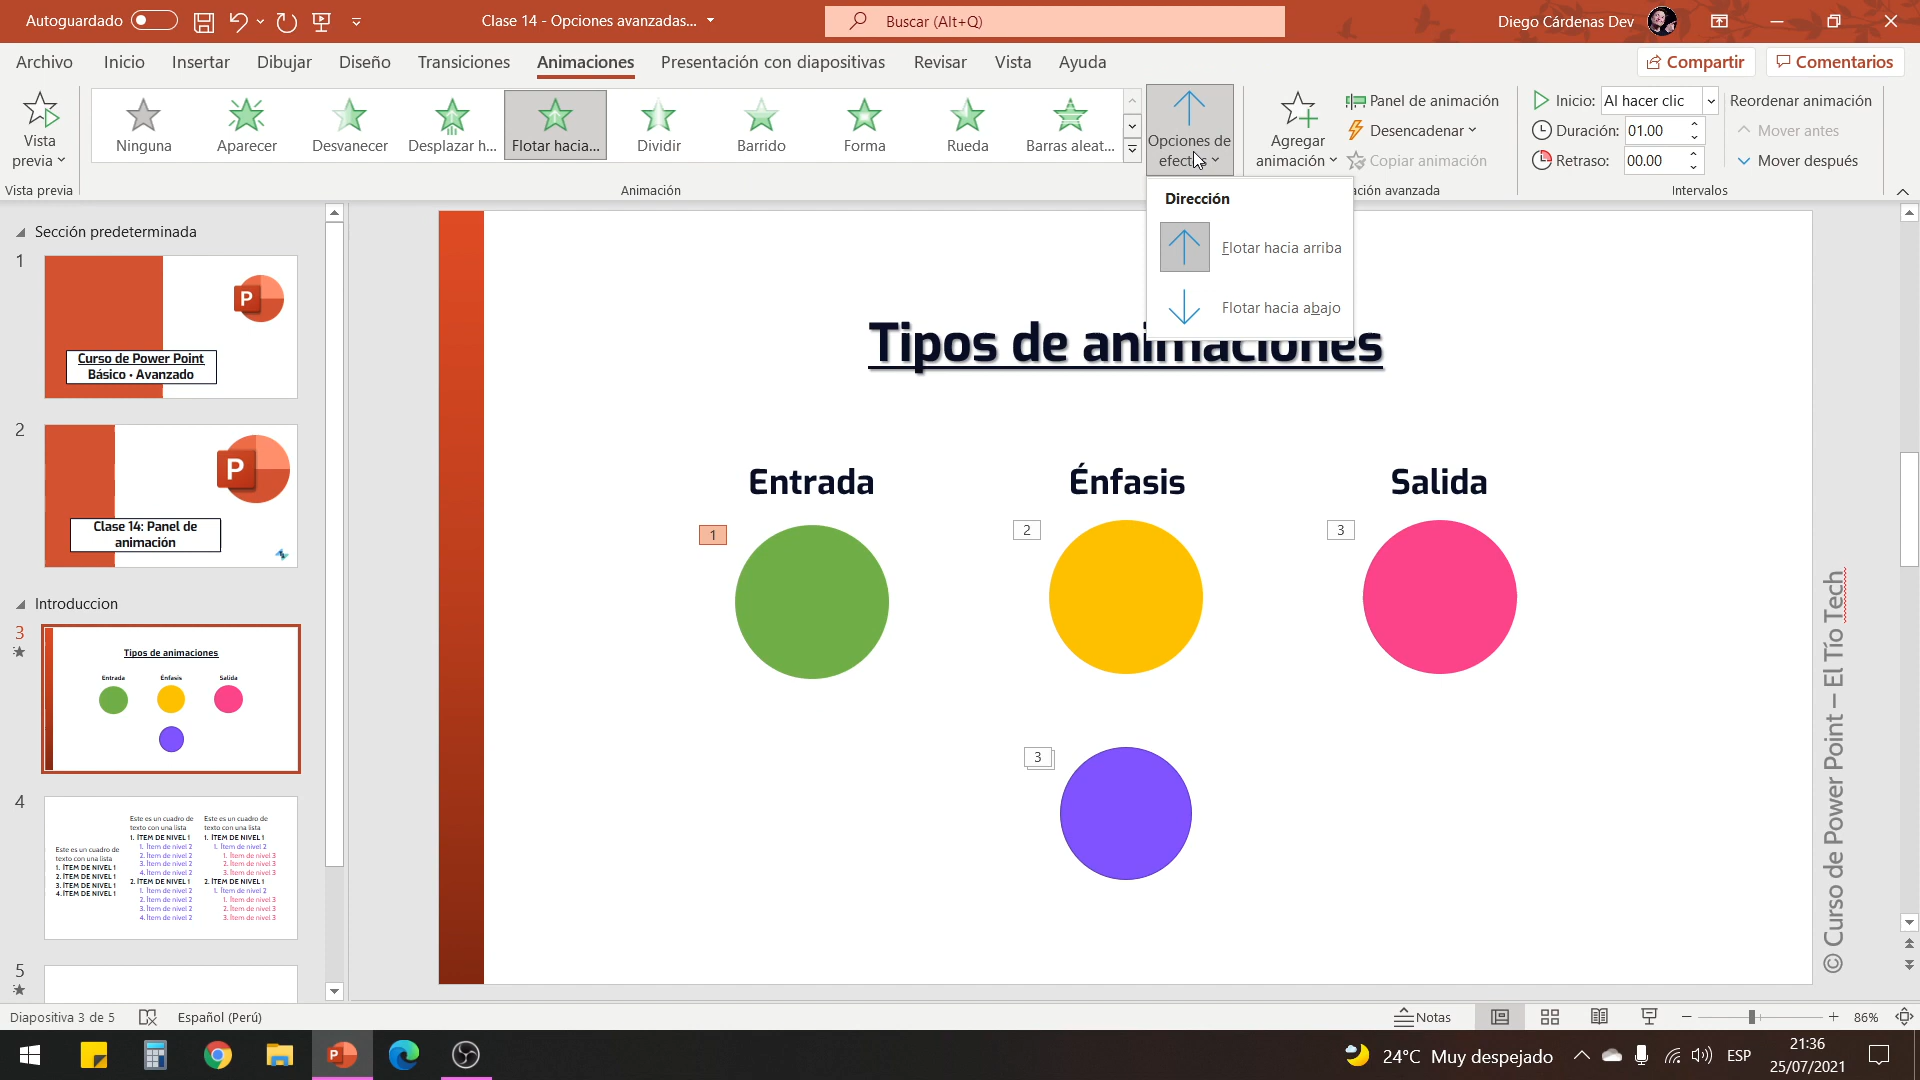 Autoguardado
Clase 14 - Opciones avanzadas...
Buscar (Alt+Q)
Diego Cárdenas Dev
Archivo Inicio Insertar Dibujar Diseño Transiciones Animaciones Presentación con diapositivas Revisar Vista Ayuda
Compartir Comentarios
Vista
previa
Ninguna Aparecer Desvanecer Desplazar h... Flotar hacia... Dividir Barrido Forma Rueda Barras aleat...
Opciones de
efectos
Agregar
animación
Panel de animación
Desencadenar
Copiar animación
Inicio: Al hacer clic
Duración: 01.00
Retraso: 00.00
Reordenar animación
Mover antes
Mover después
Vista previa
Animación
ación avanzada
Intervalos
Dirección
Flotar hacia arriba
Flotar hacia abajo
Sección predeterminada
1
P
Curso de Power Point
Básico • Avanzado
2
P
Clase 14: Panel de
animación
Introduccion
3
Tipos de animaciones
Entrada Énfasis Salida
4
Este es un cuadro de
texto con una lista
1. ÍTEM DE NIVEL 1
2. ÍTEM DE NIVEL 1
3. ÍTEM DE NIVEL 1
4. ÍTEM DE NIVEL 1
Este es un cuadro de
texto con una lista
1. ÍTEM DE NIVEL 1
1. Ítem de nivel 2
2. Ítem de nivel 2
3. Ítem de nivel 2
4. Ítem de nivel 2
2. ÍTEM DE NIVEL 1
1. Ítem de nivel 2
2. Ítem de nivel 2
3. Ítem de nivel 2
4. Ítem de nivel 2
Este es un cuadro de
texto con una lista
1. ÍTEM DE NIVEL 1
1. Ítem de nivel 2
1. Ítem de nivel 3
2. Ítem de nivel 3
3. Ítem de nivel 3
2. ÍTEM DE NIVEL 1
1. Ítem de nivel 2
1. Ítem de nivel 3
2. Ítem de nivel 3
3. Ítem de nivel 3
5
Tipos de animaciones
Entrada
Énfasis
Salida
1
2
3
3
© Curso de Power Point – El Tío Tech
Diapositiva 3 de 5
Español (Perú)
Notas
86%
P
24°C Muy despejado
ESP
21:36
25/07/2021